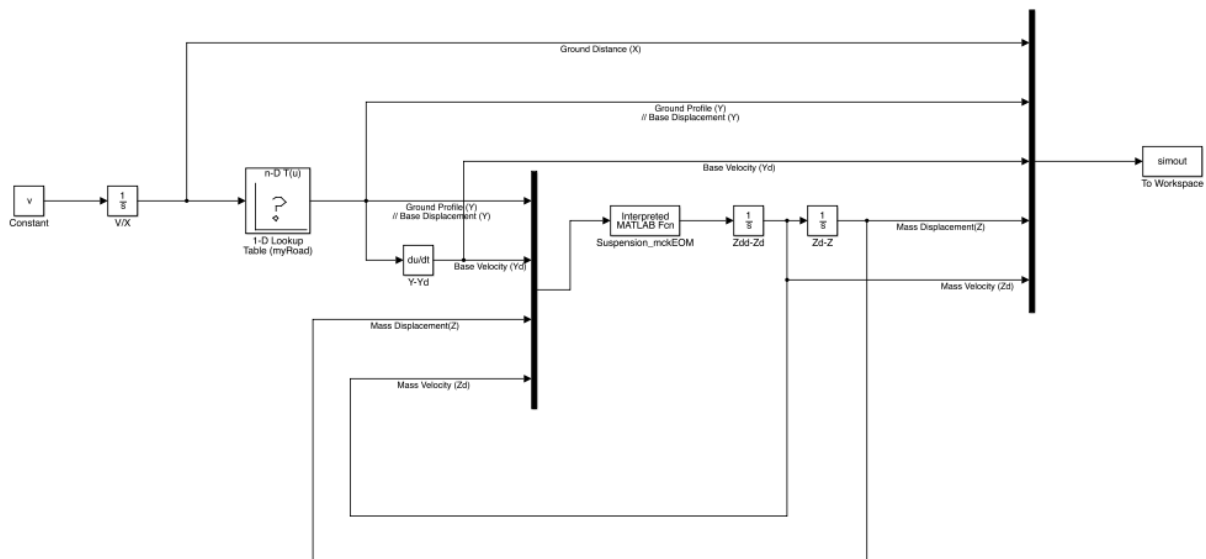 Ground Distance (X)
Ground Profile (Y)
// Base Displacement (Y)
n-D T(u)
Base Velocity (Yd)
simout
To Workspace
v
Constant
1
s
V/X
1-D Lookup
Table (myRoad)
Ground Profile (Y)
// Base Displacement (Y)
Interpreted
MATLAB Fcn
Suspension_mckEOM
1
s
Zdd-Zd
1
s
Zd-Z
Mass Displacement(Z)
du/dt
Y-Yd
Base Velocity (Yd)
Mass Velocity (Zd)
Mass Displacement(Z)
Mass Velocity (Zd)